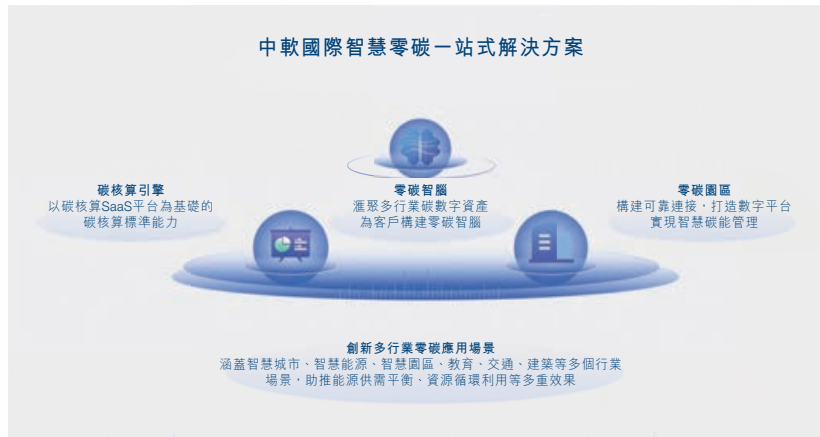 中軟國際智慧零碳一站式解決方案
碳核算引擎
以碳核算SaaS平台為基礎的
碳核算標準能力
零碳智腦
滙聚多行業碳數字資產
為客戶構建零碳智腦
零碳園區
構建可靠連接，打造數字平台
實現智慧碳能管理
創新多行業零碳應用場景
涵蓋智慧城市、智慧能源、智慧園區、教育、交通、建築等多個行業
場景，助推能源供需平衡、資源循環利用等多重效果